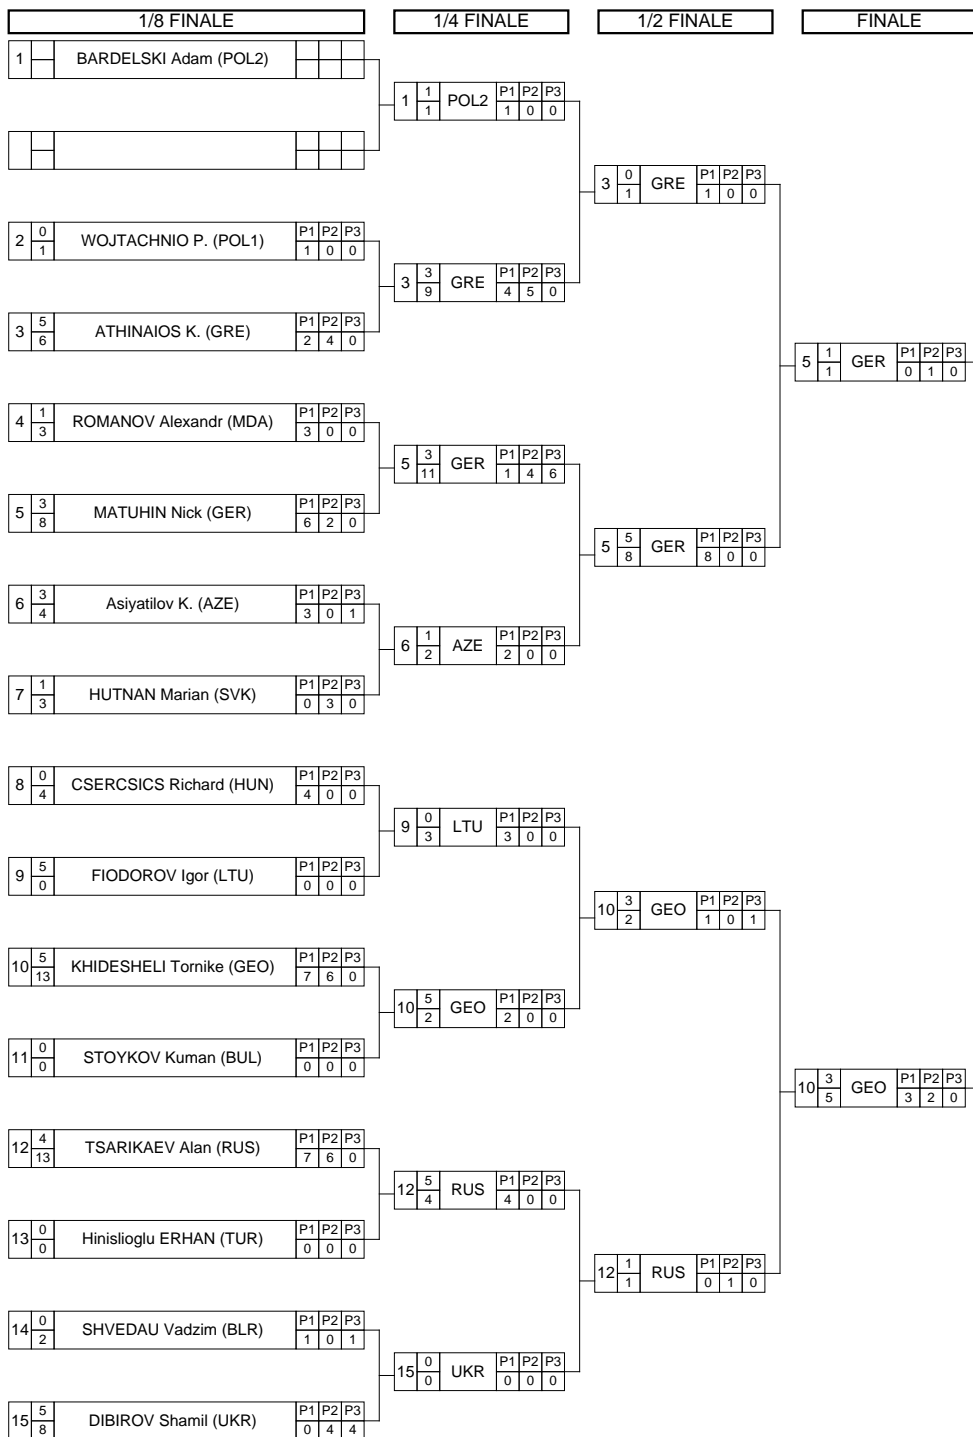 1/8 FINALE 1/4 FINALE 1/2 FINALE FINALE
1 BARDELSKI Adam (POL2)
1 1 POL2 P1 P2 P3
1 1 0 0
3 0 GRE P1 P2 P3
1 1 0 0
2 0 WOJTACHNIO P. (POL1) P1 P2 P3
1 1 0 0
3 3 GRE P1 P2 P3
9 4 5 0
3 5 ATHINAIOS K. (GRE) P1 P2 P3
6 2 4 0
5 1 GER P1 P2 P3
1 0 1 0
4 1 ROMANOV Alexandr (MDA) P1 P2 P3
3 3 0 0
5 3 GER P1 P2 P3
11 1 4 6
5 3 MATUHIN Nick (GER) P1 P2 P3
8 6 2 0
5 5 GER P1 P2 P3
8 8 0 0
6 3 Asiyatilov K. (AZE) P1 P2 P3
4 3 0 1
6 1 AZE P1 P2 P3
2 2 0 0
7 1 HUTNAN Marian (SVK) P1 P2 P3
3 0 3 0
8 0 CSERCSICS Richard (HUN) P1 P2 P3
4 4 0 0
9 0 LTU P1 P2 P3
3 3 0 0
9 5 FIODOROV Igor (LTU) P1 P2 P3
0 0 0 0
10 3 GEO P1 P2 P3
2 1 0 1
10 5 KHIDESHELI Tornike (GEO) P1 P2 P3
13 7 6 0
10 5 GEO P1 P2 P3
2 2 0 0
11 0 STOYKOV Kuman (BUL) P1 P2 P3
0 0 0 0
10 3 GEO P1 P2 P3
5 3 2 0
12 4 TSARIKAEV Alan (RUS) P1 P2 P3
13 7 6 0
12 5 RUS P1 P2 P3
4 4 0 0
13 0 Hinislioglu ERHAN (TUR) P1 P2 P3
0 0 0 0
12 1 RUS P1 P2 P3
1 0 1 0
14 0 SHVEDAU Vadzim (BLR) P1 P2 P3
2 1 0 1
15 0 UKR P1 P2 P3
0 0 0 0
15 5 DIBIROV Shamil (UKR) P1 P2 P3
8 0 4 4